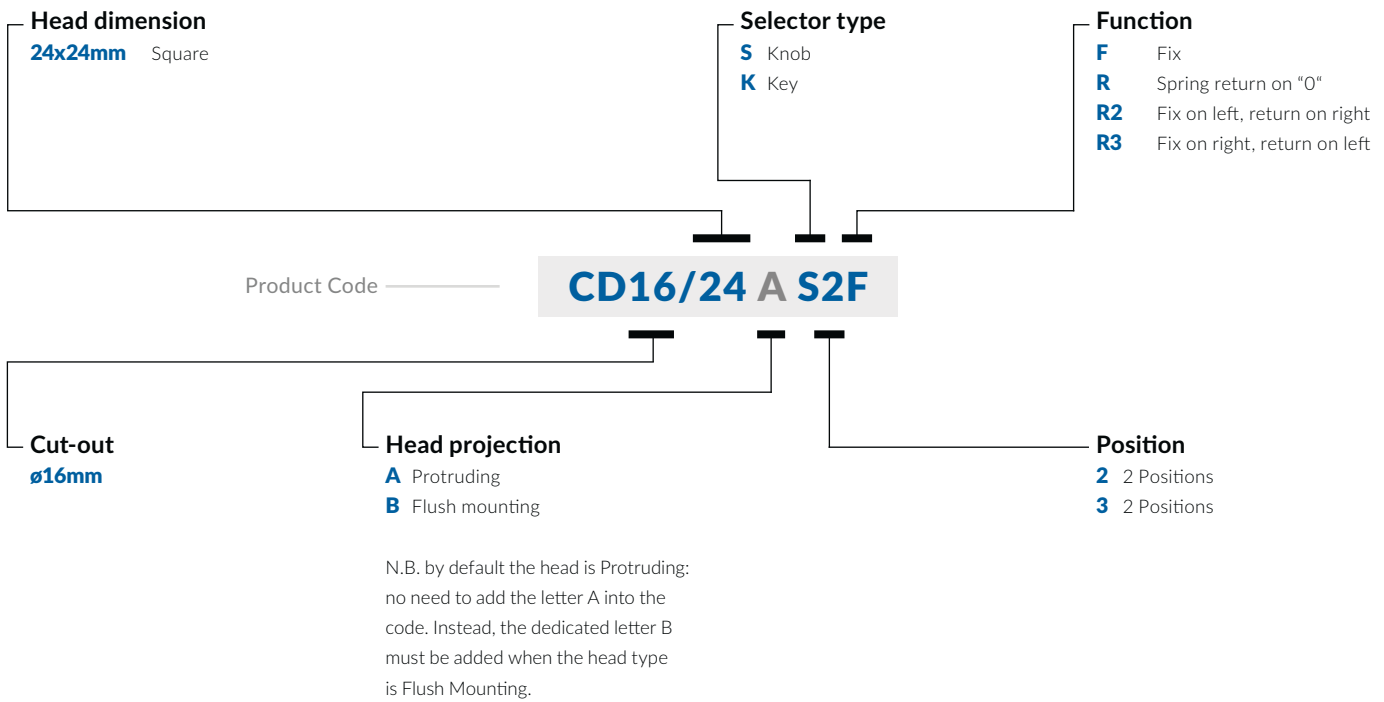 Head dimension
24x24mm Square
Selector type
S Knob
K Key
Function
F Fix
R Spring return on “0“
R2 Fix on left, return on right
R3 Fix on right, return on left
Product Code
CD16/24 A S2F
Cut-out
ø16mm
Head projection
A Protruding
B Flush mounting
N.B. by default the head is Protruding:
no need to add the letter A into the
code. Instead, the dedicated letter B
must be added when the head type
is Flush Mounting.
Position
2 2 Positions
3 2 Positions